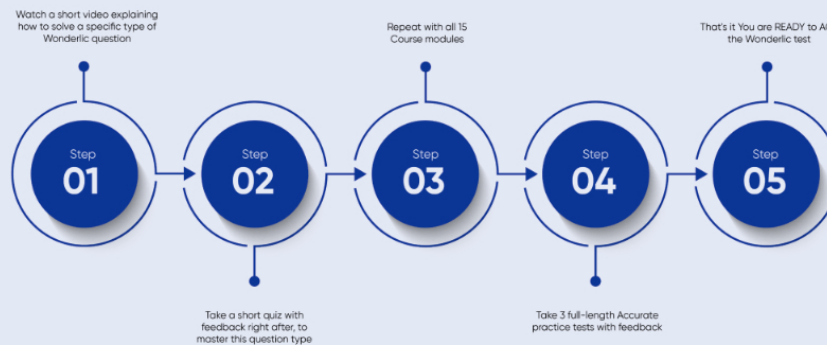 Watch a short video explaining
how to solve a specific type of
Wonderlic question
Step
01
Take a short quiz with
feedback right after, to
master this question type
Step
02
Repeat with all 15
Course modules
Step
03
Take 3 full-length Accurate
practice tests with feedback
Step
04
That's it You are READY to
the Wonderlic test
Step
05